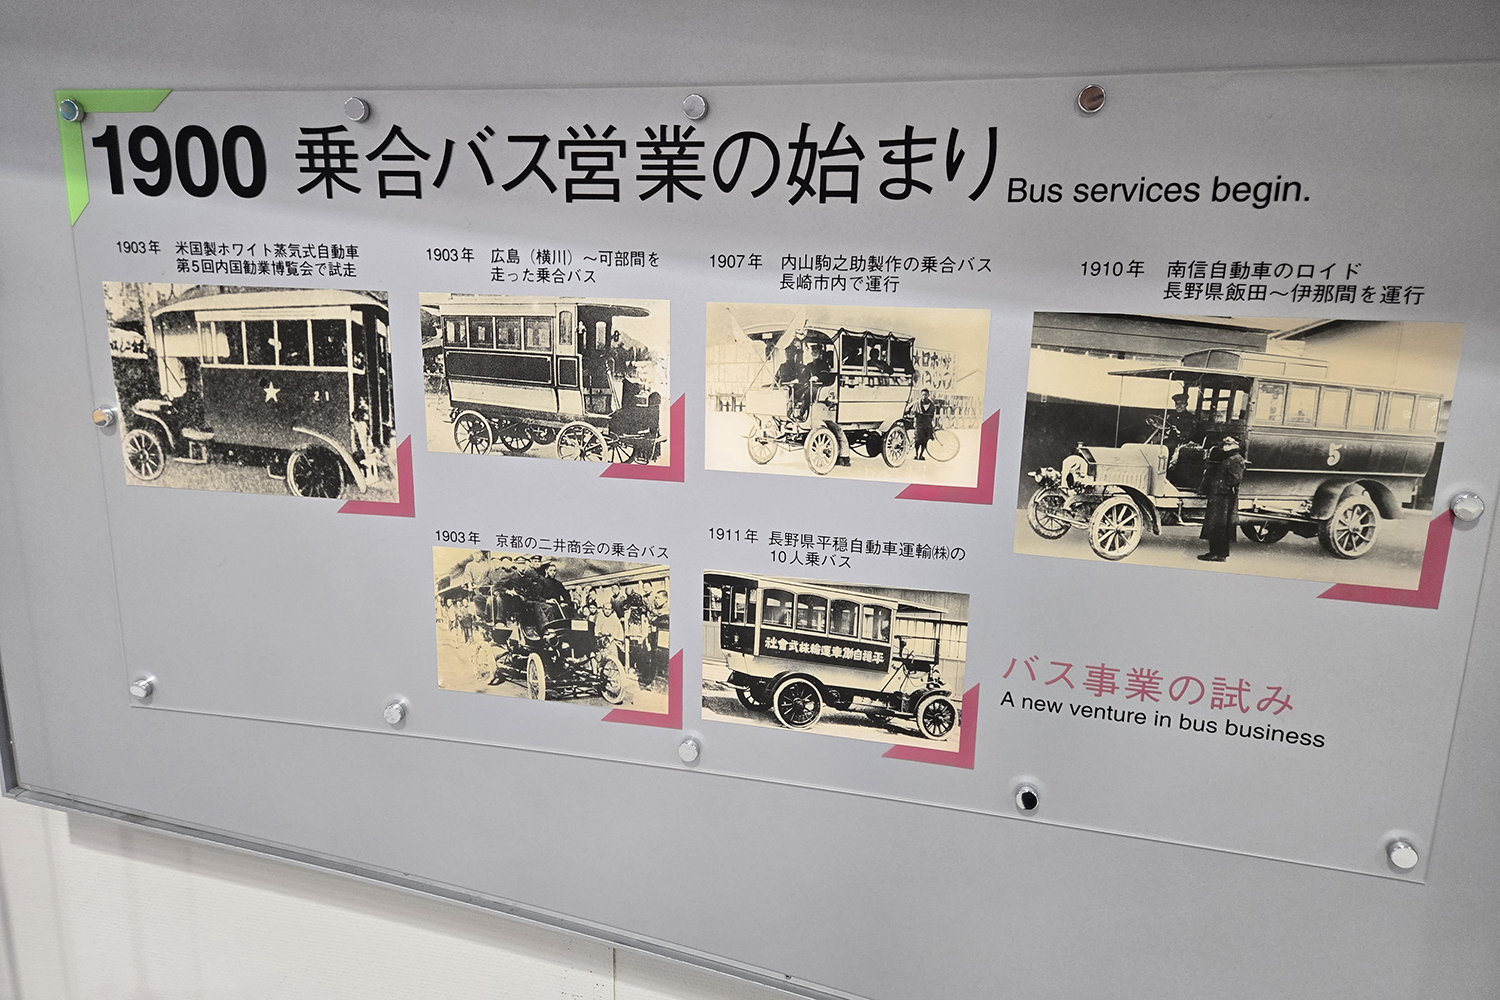 1900 乗合バス営業の始まり Bus services begin.
1903年 米国製ホワイト蒸気式自動車
第5回内国勧業博覧会で試走
1903年 広島（横川）～可部間を
走った乗合バス
1907年 内山駒之助製作の乗合バス
長崎市内で運行
1910年 南信自動車のロイド
長野県飯田～伊那間を運行
21
5
1903年 京都の二井商会の乗合バス
1911年 長野県平穏自動車運輸㈱の
10人乗バス
社會式株輸運車動自穏平
バス事業の試み
A new venture in bus business